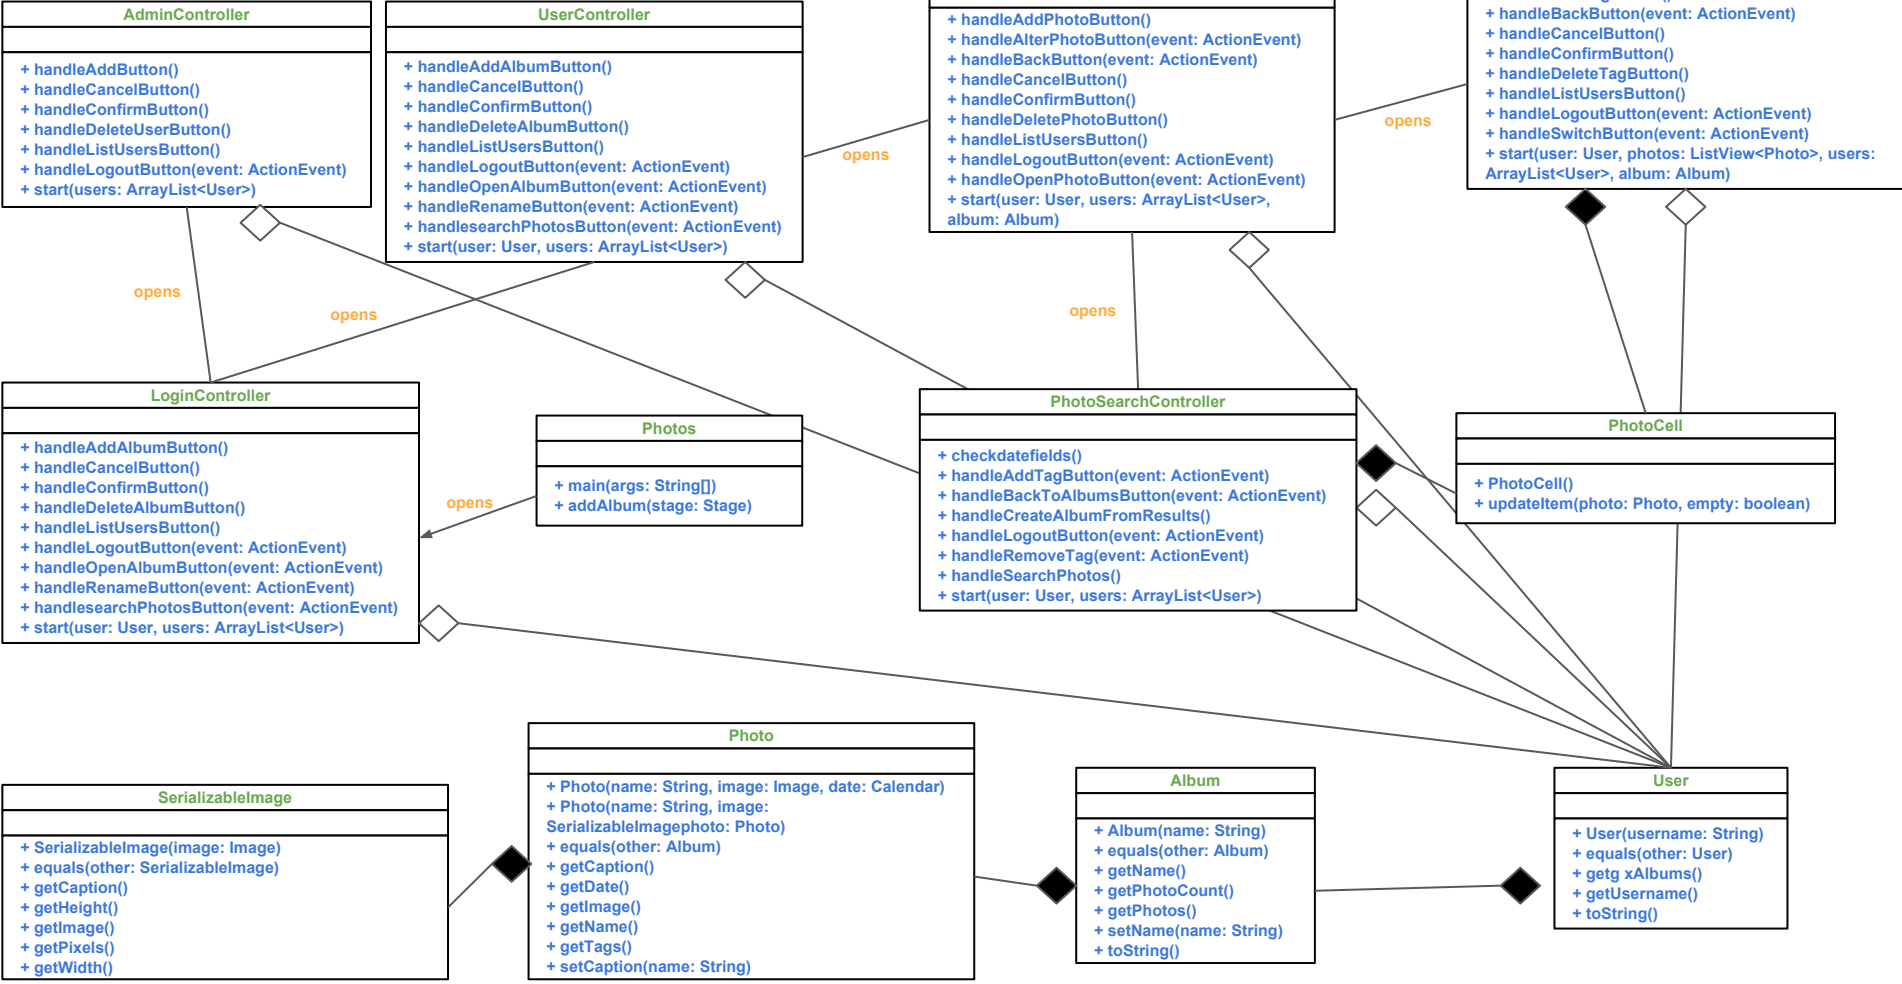 AdminController
+ handleAddButton()
+ handleCancelButton()
+ handleConfirmButton()
+ handleDeleteUserButton()
+ handleListUsersButton()
+ handleLogoutButton(event: ActionEvent)
+ start(users: ArrayList<User>)
UserController
+ handleAddAlbumButton()
+ handleCancelButton()
+ handleConfirmButton()
+ handleDeleteAlbumButton()
+ handleListUsersButton()
+ handleLogoutButton(event: ActionEvent)
+ handleOpenAlbumButton(event: ActionEvent)
+ handleRenameButton(event: ActionEvent)
+ handlesearchPhotosButton(event: ActionEvent)
+ start(user: User, users: ArrayList<User>)
opens
+ handleAddPhotoButton()
+ handleAlterPhotoButton(event: ActionEvent)
+ handleBackButton(event: ActionEvent)
+ handleCancelButton()
+ handleConfirmButton()
+ handleDeletePhotoButton()
+ handleListUsersButton()
+ handleLogoutButton(event: ActionEvent)
+ handleOpenPhotoButton(event: ActionEvent)
+ start(user: User, users: ArrayList<User>,
album: Album)
opens
+ handleBackButton(event: ActionEvent)
+ handleCancelButton()
+ handleConfirmButton()
+ handleDeleteTagButton()
+ handleListUsersButton()
+ handleLogoutButton(event: ActionEvent)
+ handleSwitchButton(event: ActionEvent)
+ start(user: User, photos: ListView<Photo>, users:
ArrayList<User>, album: Album)
opens
opens
opens
LoginController
+ handleAddAlbumButton()
+ handleCancelButton()
+ handleConfirmButton()
+ handleDeleteAlbumButton()
+ handleListUsersButton()
+ handleLogoutButton(event: ActionEvent)
+ handleOpenAlbumButton(event: ActionEvent)
+ handleRenameButton(event: ActionEvent)
+ handlesearchPhotosButton(event: ActionEvent)
+ start(user: User, users: ArrayList<User>)
opens
Photos
+ main(args: String[])
+ addAlbum(stage: Stage)
PhotoSearchController
+ checkdatefields()
+ handleAddTagButton(event: ActionEvent)
+ handleBackToAlbumsButton(event: ActionEvent)
+ handleCreateAlbumFromResults()
+ handleLogoutButton(event: ActionEvent)
+ handleRemoveTag(event: ActionEvent)
+ handleSearchPhotos()
+ start(user: User, users: ArrayList<User>)
PhotoCell
+ PhotoCell()
+ updateItem(photo: Photo, empty: boolean)
SerializableImage
+ SerializableImage(image: Image)
+ equals(other: SerializableImage)
+ getCaption()
+ getHeight()
+ getImage()
+ getPixels()
+ getWidth()
Photo
+ Photo(name: String, image: Image, date: Calendar)
+ Photo(name: String, image:
SerializableImagephoto: Photo)
+ equals(other: Album)
+ getCaption()
+ getDate()
+ getImage()
+ getName()
+ getTags()
+ setCaption(name: String)
Album
+ Album(name: String)
+ equals(other: Album)
+ getName()
+ getPhotoCount()
+ getPhotos()
+ setName(name: String)
+ toString()
User
+ User(username: String)
+ equals(other: User)
+ getg xAlbums()
+ getUsername()
+ toString()